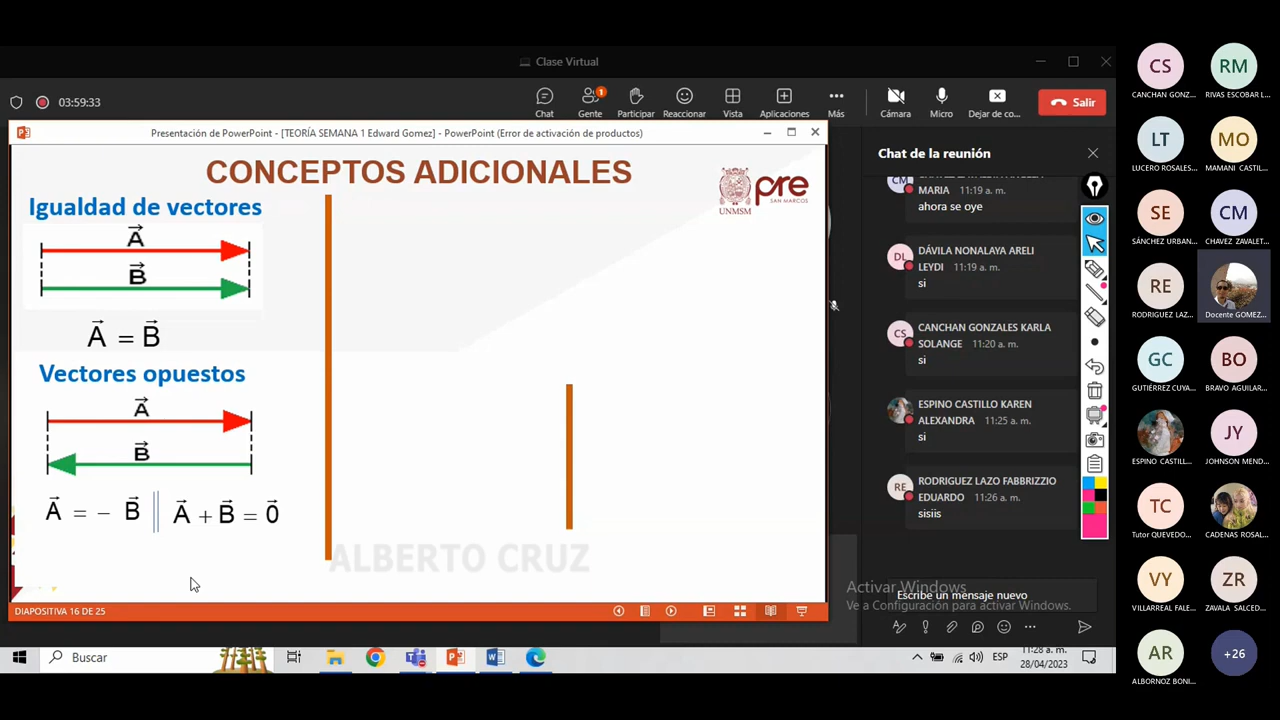 Clase Virtual
03:59:33
1
Chat
Gente
Participar
Reaccionar
Vista
Aplicaciones
Más
Cámara
Micro
Dejar de co...
Salir
Presentación de PowerPoint - [TEORÍA SEMANA 1 Edward Gomez] - PowerPoint (Error de activación de productos)
CONCEPTOS ADICIONALES
UNMSM
pre
SAN MARCOS
Igualdad de vectores
A⃗
B⃗
A⃗ = B⃗
Vectores opuestos
A⃗
B⃗
A⃗ = − B⃗ || A⃗ + B⃗ = 0⃗
ALBERTO CRUZ
DIAPOSITIVA 16 DE 25
Chat de la reunión
CM
MARIA 11:19 a. m.
ahora se oye
DL
DÁVILA NONALAYA ARELI
LEYDI 11:19 a. m.
si
CS
CANCHAN GONZALES KARLA
SOLANGE 11:20 a. m.
si
ESPINO CASTILLO KAREN
ALEXANDRA 11:25 a. m.
si
RE
RODRIGUEZ LAZO FABBRIZZIO
EDUARDO 11:26 a. m.
sisiis
Activar Windows
Escribe un mensaje nuevo
Ve a Configuración para activar Windows.
Buscar
ESP
11:28 a. m.
28/04/2023
CS
CANCHAN GONZ...
RM
RIVAS ESCOBAR L...
LT
LUCERO ROSALES...
MO
MAMANI CASTIL...
SE
SÁNCHEZ URBAN...
CM
CHAVEZ ZAVALET...
RE
RODRIGUEZ LAZ...
Docente GOMEZ...
GC
GUTIÉRREZ CUYA...
BO
BRAVO AGUILAR...
ESPINO CASTILL...
JY
JOHNSON MEND...
TC
Tutor QUEVEDO...
CADENAS ROSAL...
VY
VILLARREAL FALE...
ZR
ZAVALA SALCED...
AR
ALBORNOZ BONI...
+26